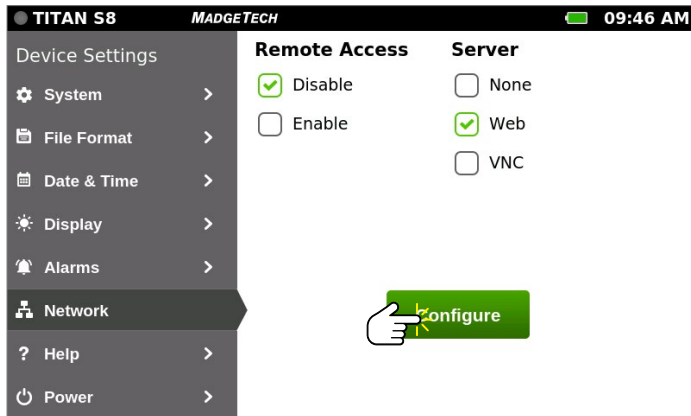 TITAN S8 MADGETECH 09:46 AM
Device Settings
System
File Format
Date & Time
Display
Alarms
Network
? Help
Power
Remote Access
Disable
Enable
Server
None
Web
VNC
Configure